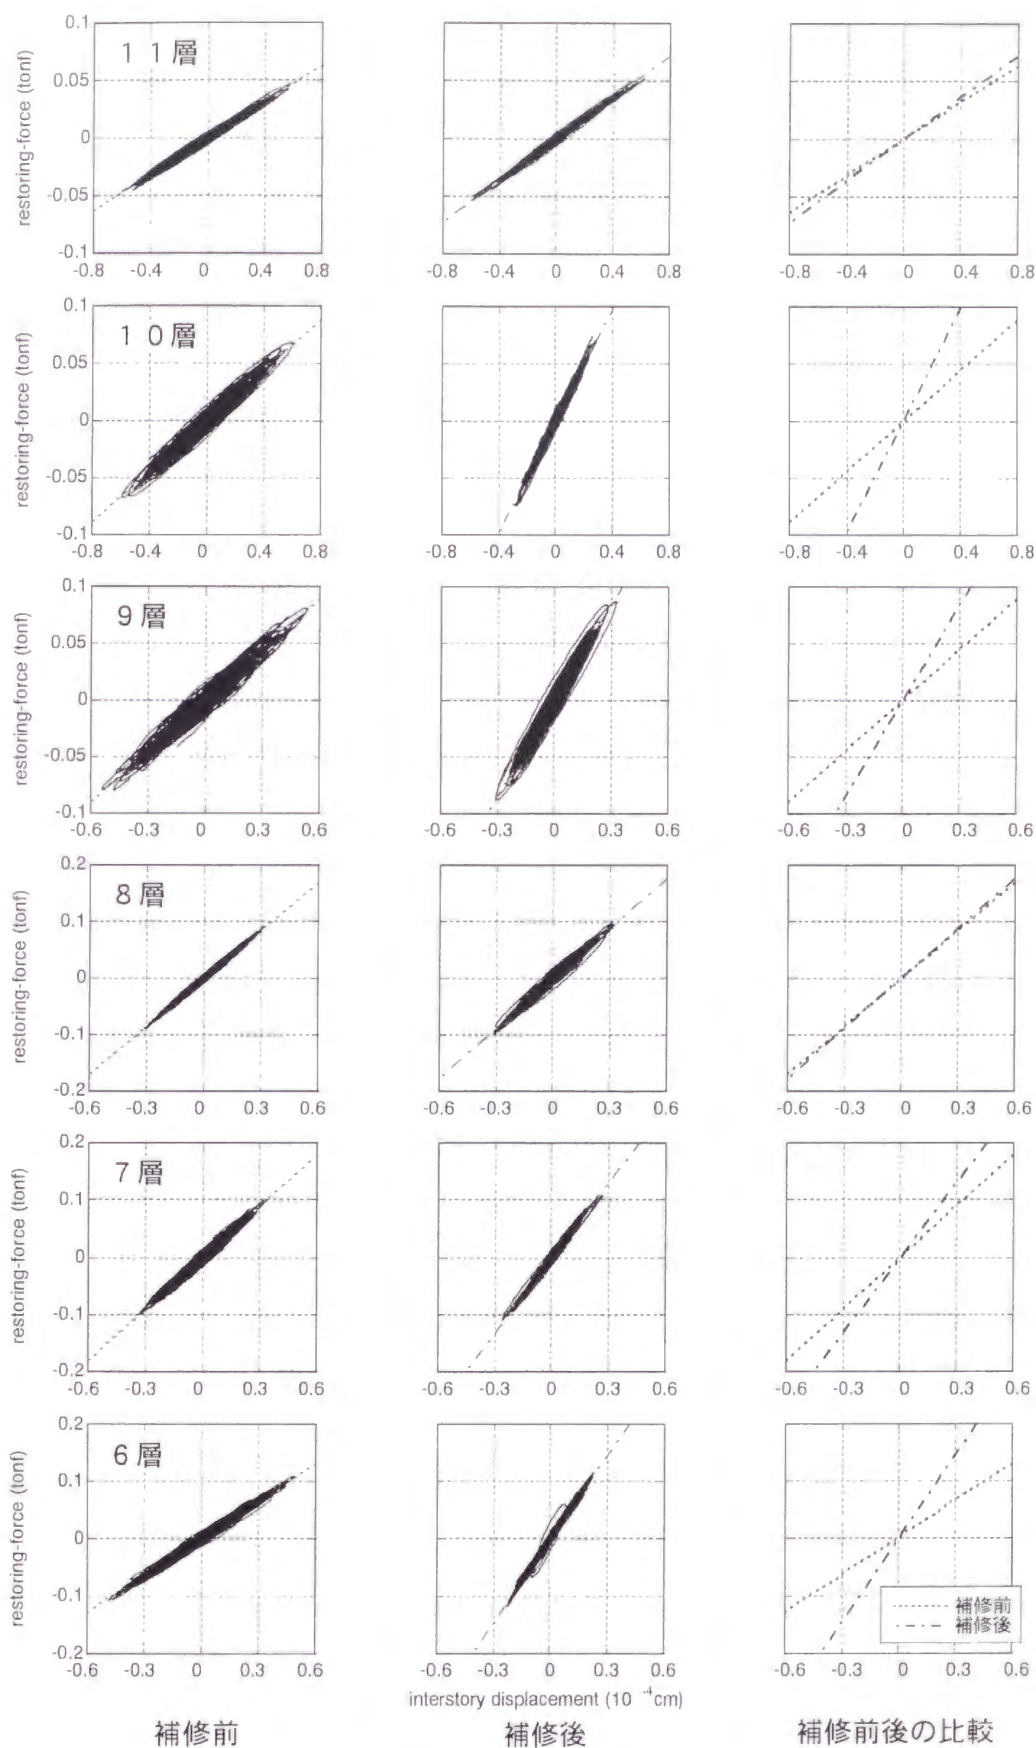 0.1
0.05
0
-0.05
-0.1
restoring-force (tonf)
11層
-0.8 -0.4 0 0.4 0.8
-0.8 -0.4 0 0.4 0.8
-0.8 -0.4 0 0.4 0.8
0.1
0.05
0
-0.05
-0.1
restoring-force (tonf)
10層
-0.8 -0.4 0 0.4 0.8
-0.8 -0.4 0 0.4 0.8
-0.8 -0.4 0 0.4 0.8
0.1
0.05
0
-0.05
-0.1
restoring-force (tonf)
9層
-0.6 -0.3 0 0.3 0.6
-0.6 -0.3 0 0.3 0.6
-0.6 -0.3 0 0.3 0.6
0.2
0.1
0
-0.1
-0.2
restoring-force (tonf)
8層
-0.6 -0.3 0 0.3 0.6
-0.6 -0.3 0 0.3 0.6
-0.6 -0.3 0 0.3 0.6
0.2
0.1
0
-0.1
-0.2
restoring-force (tonf)
7層
-0.6 -0.3 0 0.3 0.6
-0.6 -0.3 0 0.3 0.6
-0.6 -0.3 0 0.3 0.6
0.2
0.1
0
-0.1
-0.2
restoring-force (tonf)
6層
補修前
補修後
-0.6 -0.3 0 0.3 0.6
-0.6 -0.3 0 0.3 0.6
-0.6 -0.3 0 0.3 0.6
interstory displacement (10⁻⁴cm)
補修前 補修後 補修前後の比較